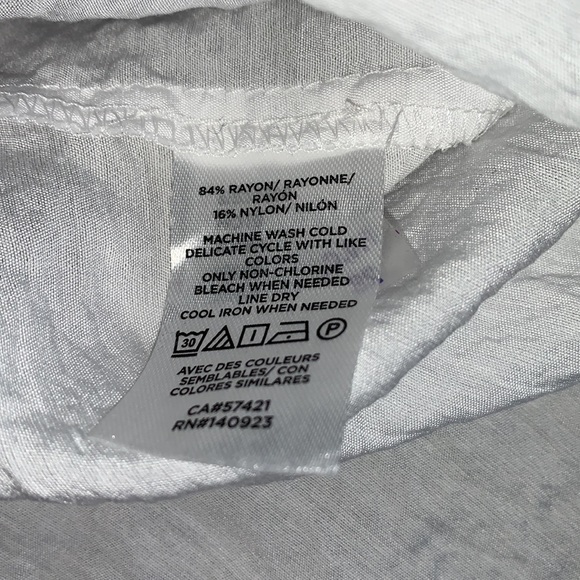 84% RAYON/ RAYONNE/
RAYÓN
16% NYLON/ NILÓN
MACHINE WASH COLD
DELICATE CYCLE WITH LIKE
COLORS
ONLY NON-CHLORINE
BLEACH WHEN NEEDED
LINE DRY
COOL IRON WHEN NEEDED
30 P
AVEC DES COULEURS
SEMBLABLES/ CON
COLORES SIMILARES
CA#57421
RN#140923